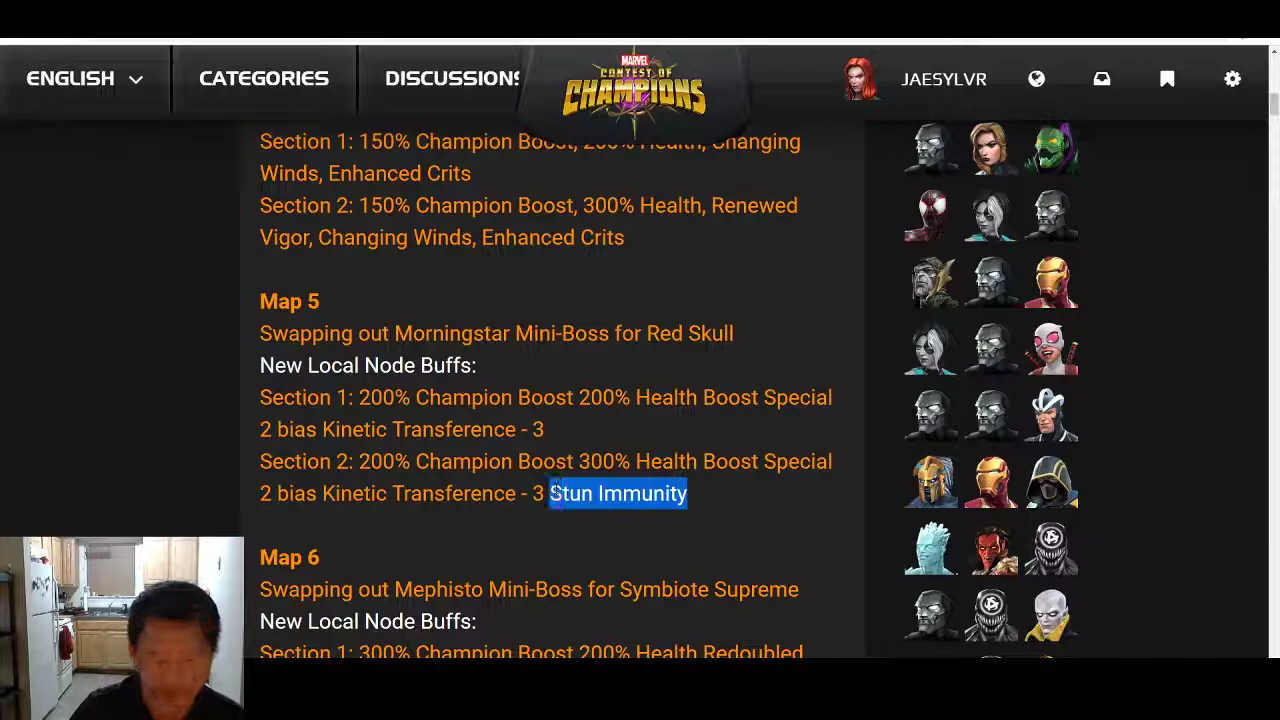 ENGLISH
CATEGORIES
DISCUSSIONS
MARVEL
CONTEST OF
CHAMPIONS
JAESYLVR
Section 1: 150% Champion Boost, 200% Health, Changing
Winds, Enhanced Crits
Section 2: 150% Champion Boost, 300% Health, Renewed
Vigor, Changing Winds, Enhanced Crits
Map 5
Swapping out Morningstar Mini-Boss for Red Skull
New Local Node Buffs:
Section 1: 200% Champion Boost 200% Health Boost Special
2 bias Kinetic Transference - 3
Section 2: 200% Champion Boost 300% Health Boost Special
2 bias Kinetic Transference - 3 Stun Immunity
Map 6
Swapping out Mephisto Mini-Boss for Symbiote Supreme
New Local Node Buffs:
Section 1: 300% Champion Boost 200% Health Redoubled